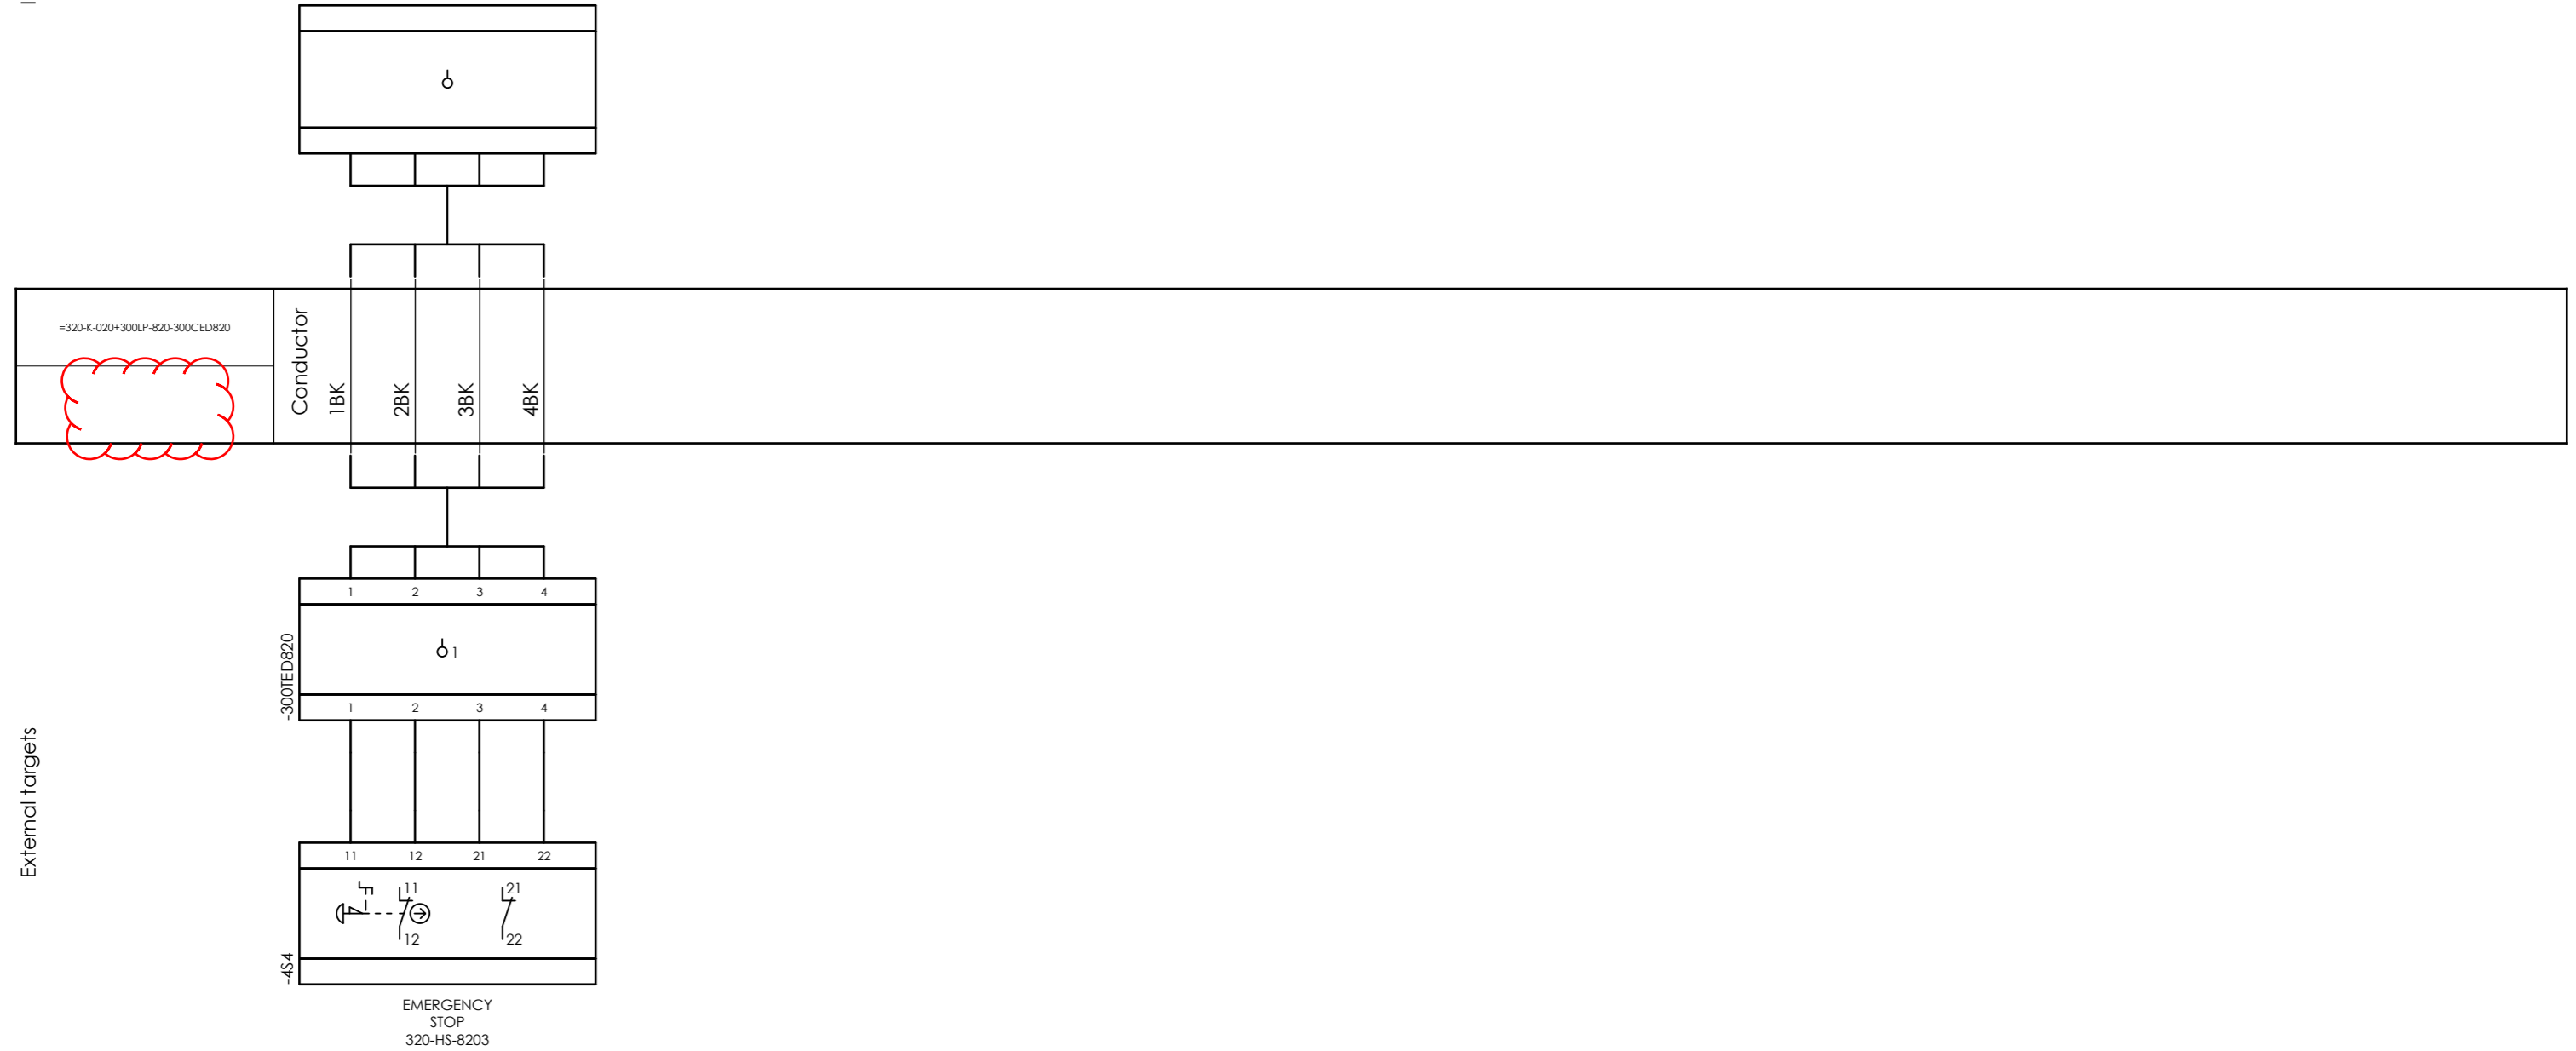 =320-K-020+300LP-820-300CED820
Conductor
1BK
2BK
3BK
4BK
1 2 3 4
-300TED820
1
1 2 3 4
External targets
11 12 21 22
11
21
12
22
-4S4
EMERGENCY
STOP
320-HS-8203